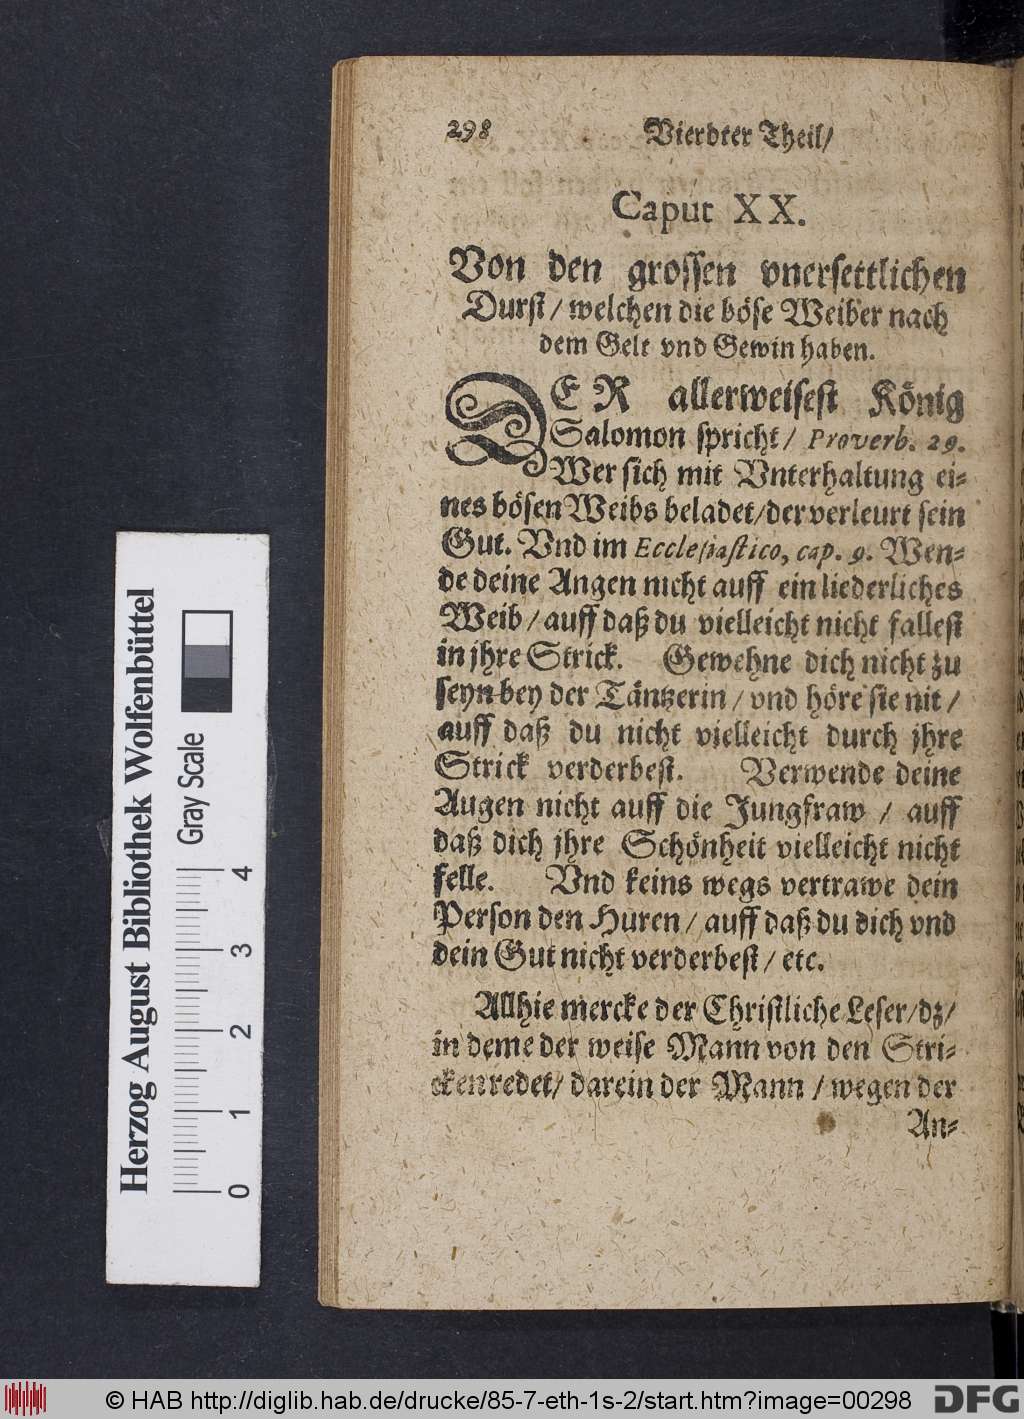 298 Vierdter Theil/
Caput XX.
Von den grossen vnersettlichen
Durst / welchen die böse Weiber nach
dem Gelt vnd Gewin haben.
DER allerweisest König
Salomon spricht / Proverb. 29.
Wer sich mit Vnterhaltung ei-
nes bösen Weibs beladet/der verleurt sein
Gut. Vnd im Ecclesiastico, cap. 9. Wen-
de deine Augen nicht auff ein liederliches
Weib / auff daß du vielleicht nicht fallest
in jhre Strick. Gewehne dich nicht zu
seyn bey der Täntzerin / vnd höre sie nit /
auff daß du nicht vielleicht durch jhre
Strick verderbest. Verwende deine
Augen nicht auff die Jungfraw / auff
daß dich jhre Schönheit vielleicht nicht
felle. Vnd keins wegs vertrawe dein
Person den Huren / auff daß du dich vnd
dein Gut nicht verderbest / etc.
Allhie mercke der Christliche Leser/dz/
in deme der weise Mann von den Stri-
cken redet/ darein der Mann / wegen der
An-
Herzog August Bibliothek Wolfenbüttel
Gray Scale
0 1 2 3 4
© HAB http://diglib.hab.de/drucke/85-7-eth-1s-2/start.htm?image=00298
DFG